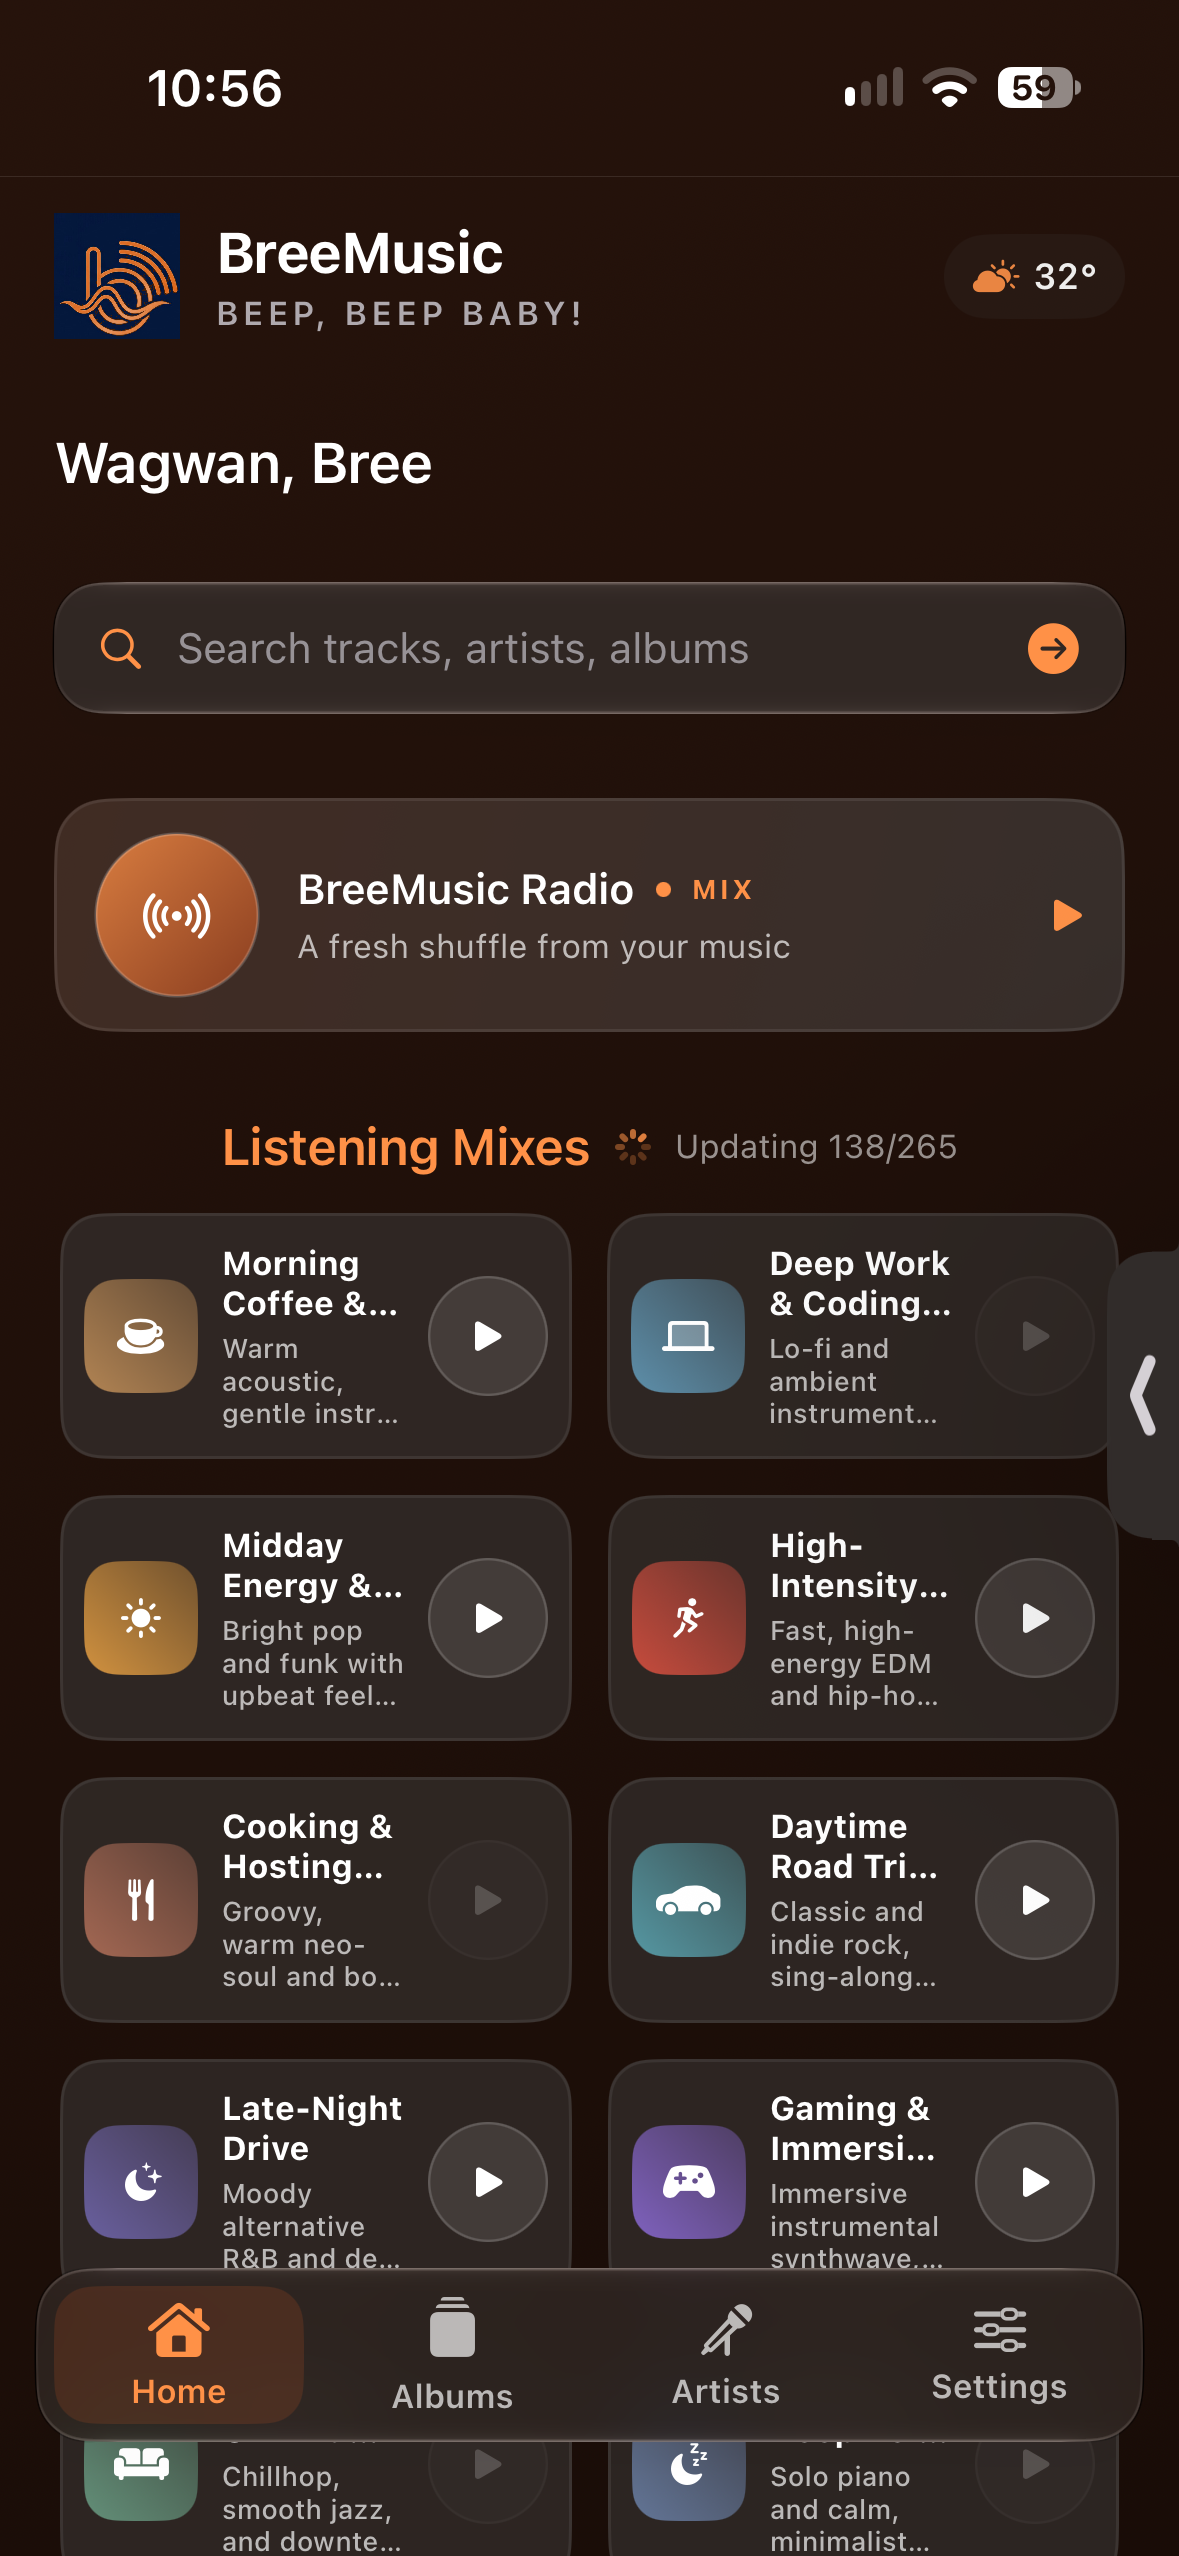 10:56
59
BreeMusic
BEEP, BEEP BABY!
32°
Wagwan, Bree
Search tracks, artists, albums
BreeMusic Radio • MIX
A fresh shuffle from your music
Listening Mixes Updating 138/265
Morning
Coffee &...
Warm
acoustic,
gentle instr...
Deep Work
& Coding...
Lo-fi and
ambient
instrument...
Midday
Energy &...
Bright pop
and funk with
upbeat feel...
High-
Intensity...
Fast, high-
energy EDM
and hip-ho...
Cooking &
Hosting...
Groovy,
warm neo-
soul and bo...
Daytime
Road Tri...
Classic and
indie rock,
sing-along...
Late-Night
Drive
Moody
alternative
R&B and de...
Gaming &
Immersi...
Immersive
instrumental
synthwave,...
Home
Albums
Artists
Settings
Chillhop,
smooth jazz,
and downte...
Solo piano
and calm,
minimalist...